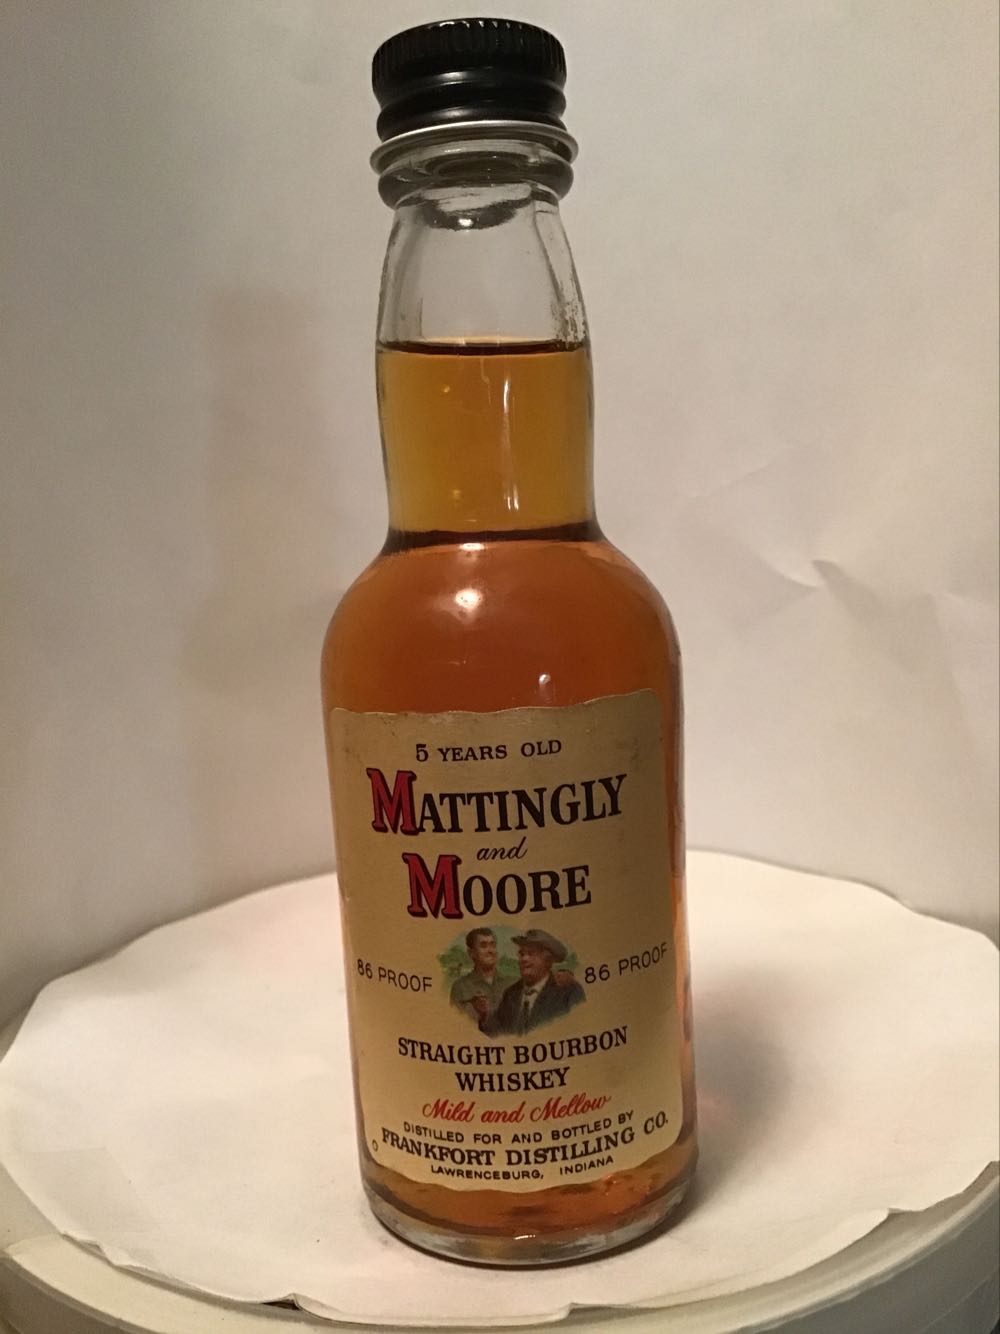 5 YEARS OLD
MATTINGLY
and
MOORE
86 PROOF 86 PROOF
STRAIGHT BOURBON
WHISKEY
Mild and Mellow
DISTILLED FOR AND BOTTLED BY
FRANKFORT DISTILLING CO.
LAWRENCEBURG, INDIANA